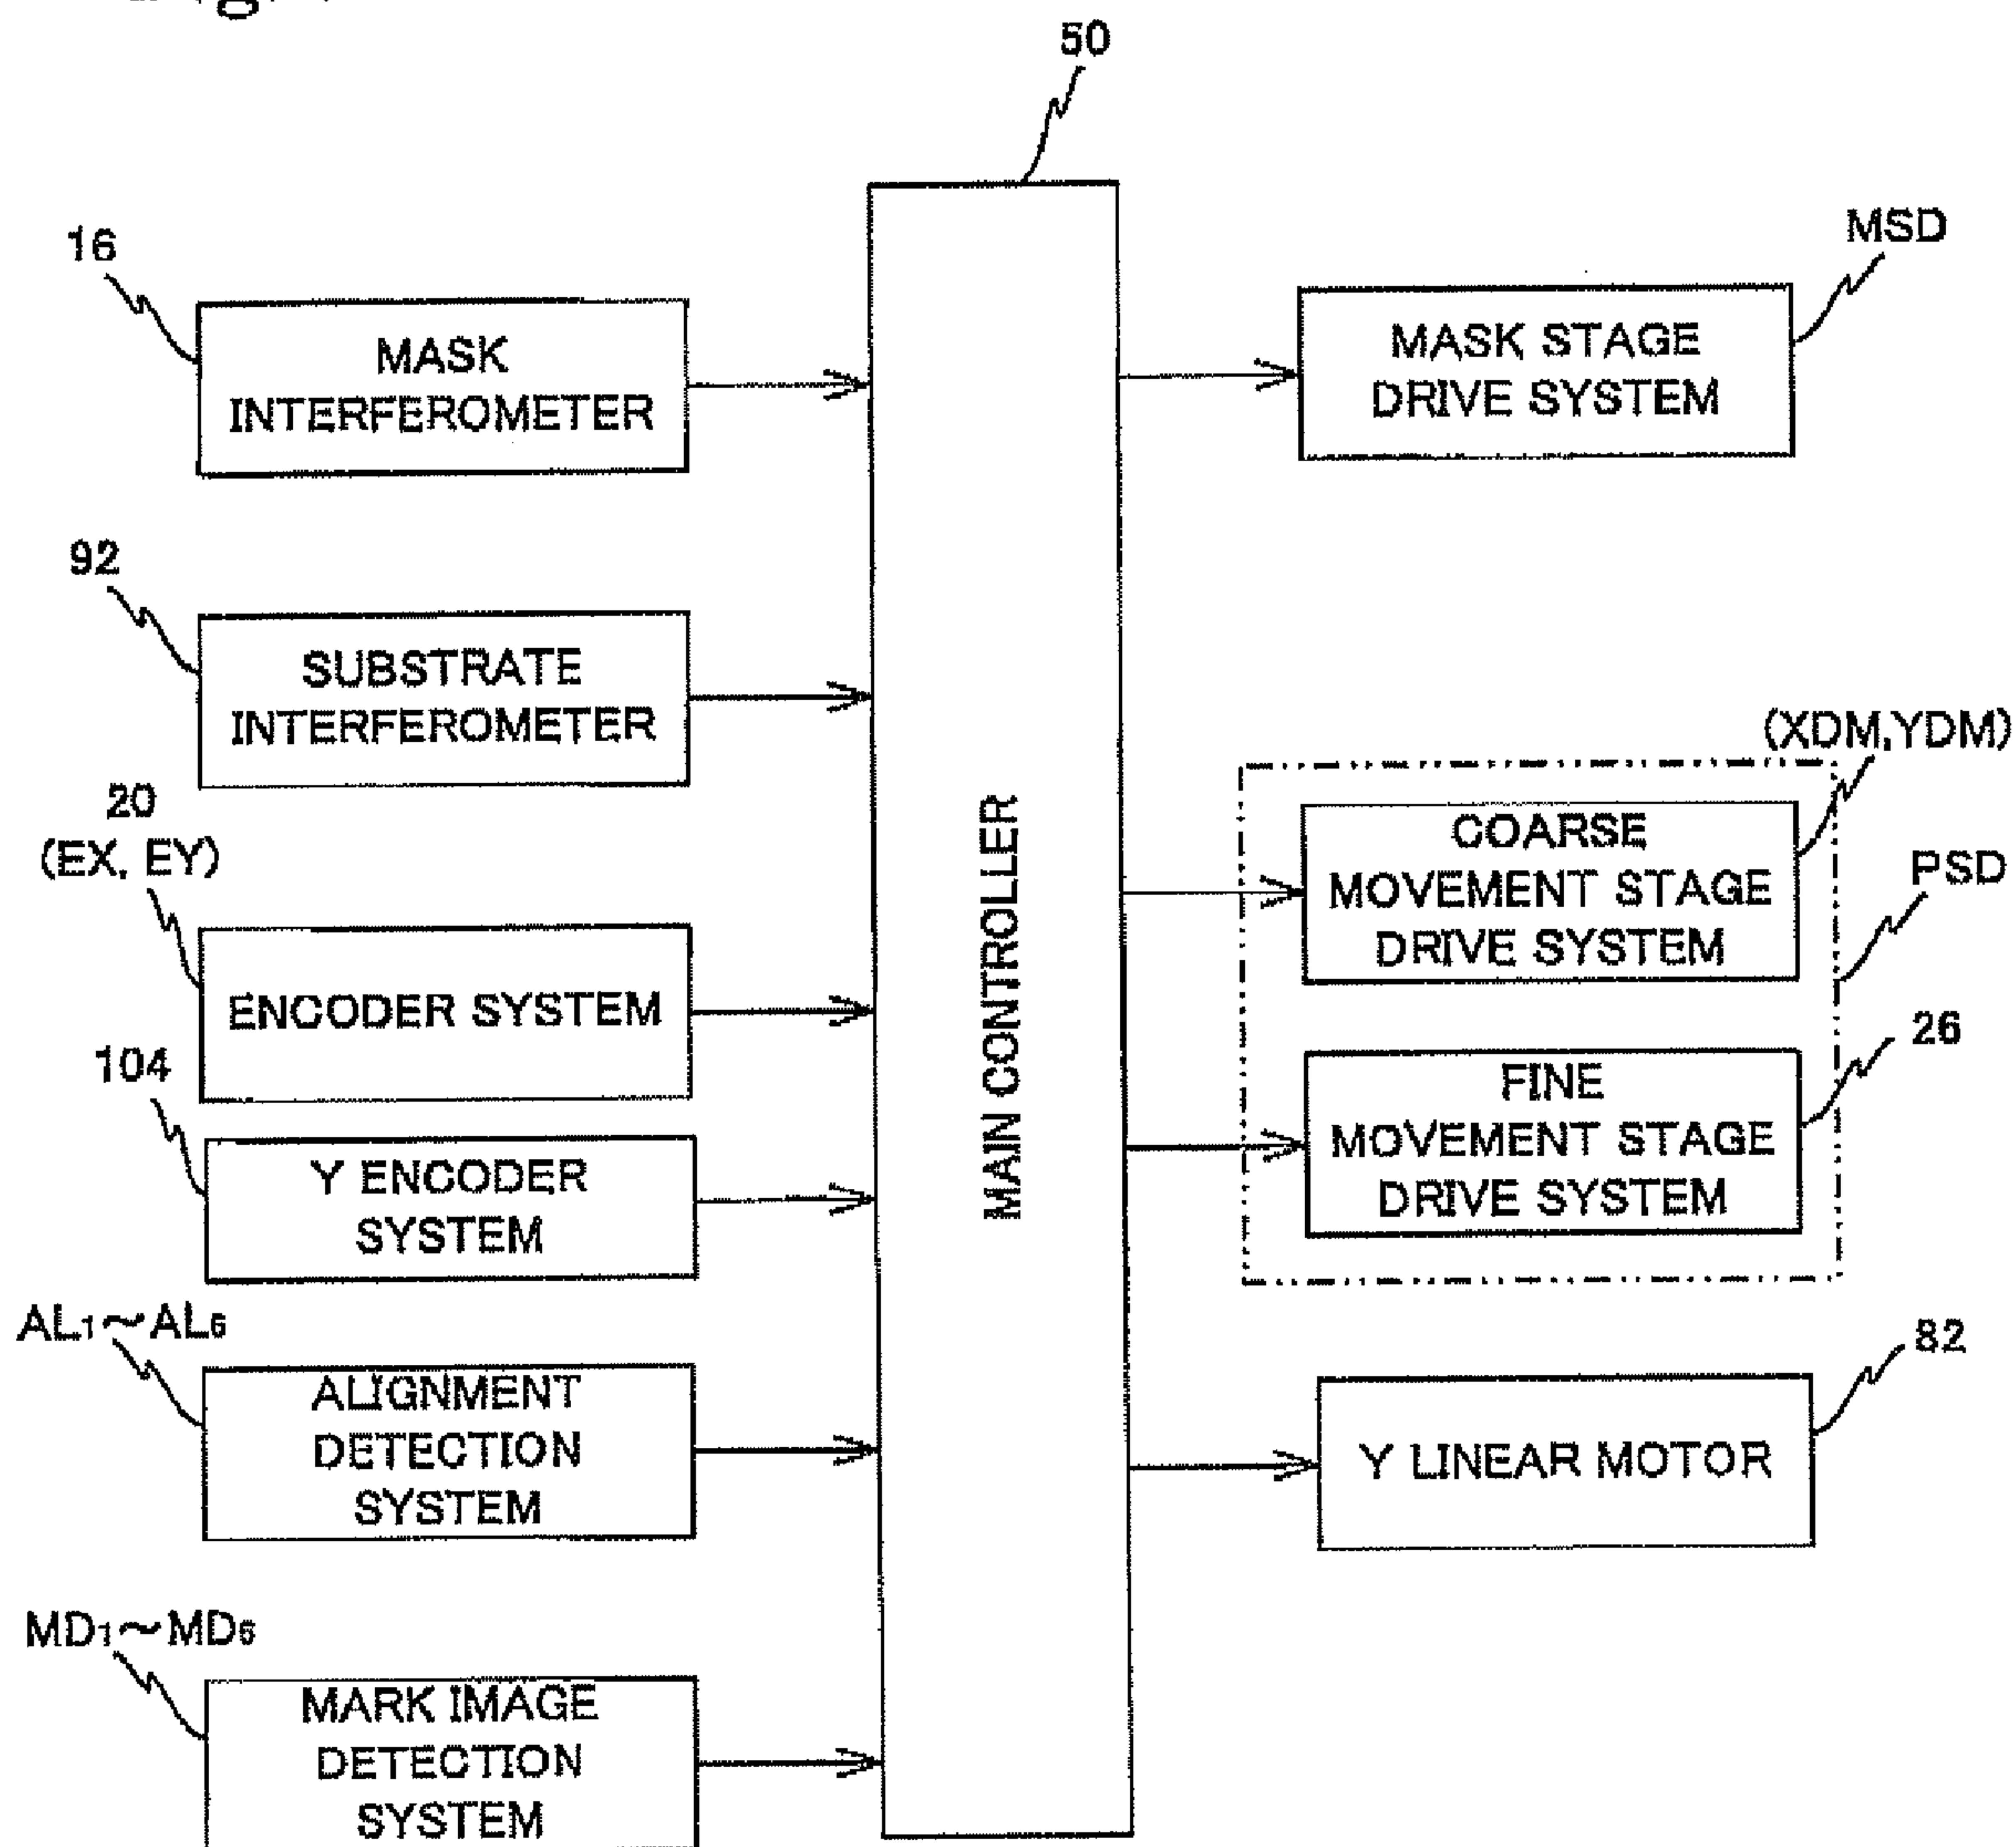 50
16
MASK
INTERFEROMETER
92
SUBSTRATE
INTERFEROMETER
20
(EX, EY)
ENCODER SYSTEM
104
Y ENCODER
SYSTEM
AL1～AL6
ALIGNMENT
DETECTION
SYSTEM
MD1～MD6
MARK IMAGE
DETECTION
SYSTEM
MAIN CONTROLLER
MSD
MASK STAGE
DRIVE SYSTEM
(XDM,YDM)
COARSE
MOVEMENT STAGE
DRIVE SYSTEM
PSD
26
FINE
MOVEMENT STAGE
DRIVE SYSTEM
82
Y LINEAR MOTOR